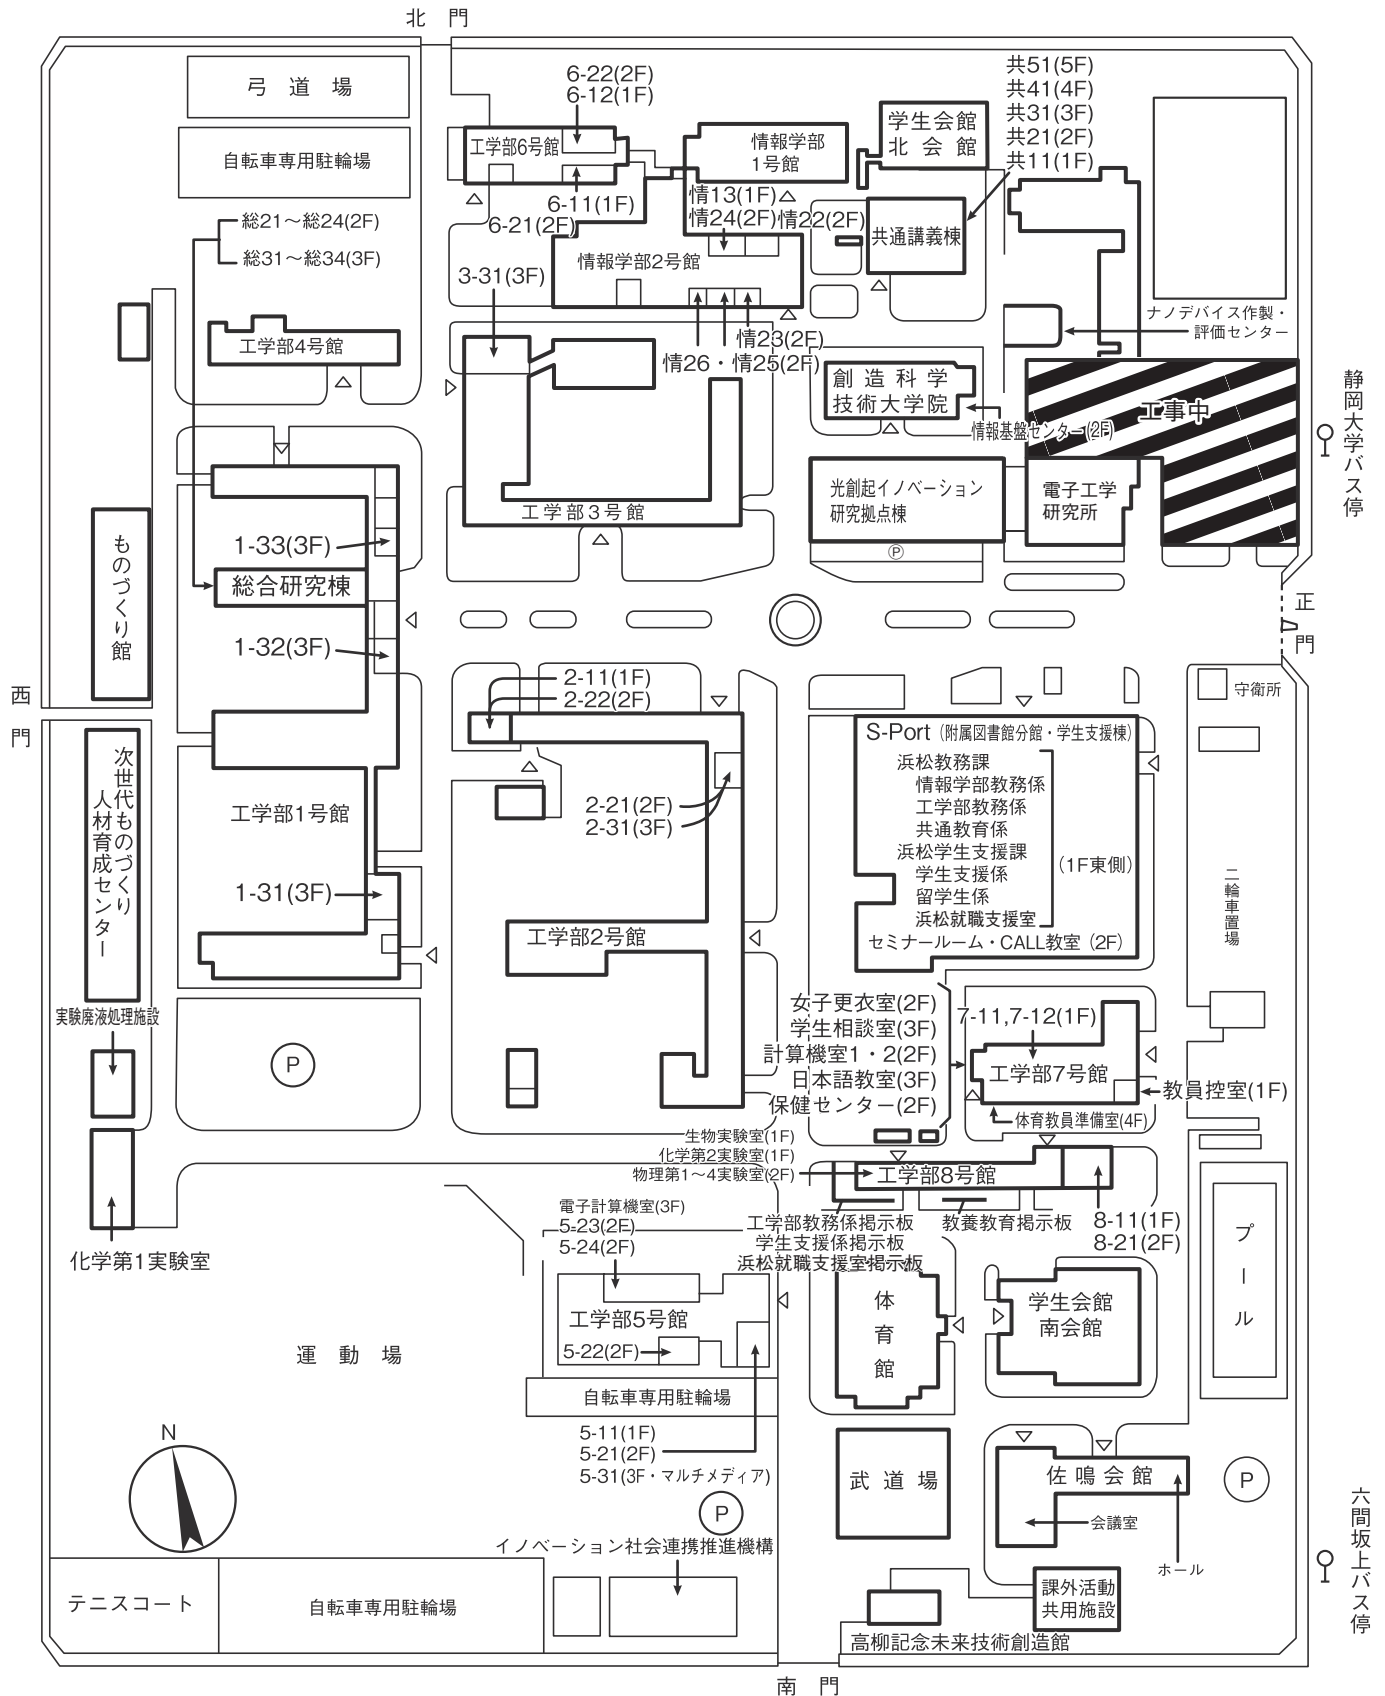 北門
弓道場
自転車専用駐輪場
総21～総24(2F)
総31～総34(3F)
工学部4号館
6-22(2F)
6-12(1F)
工学部6号館
6-11(1F)
6-21(2F)
情報学部
1号館
情13(1F)
情24(2F)
情22(2F)
情報学部2号館
情23(2F)
情26・情25(2F)
3-31(3F)
工学部3号館
学生会館
北会館
共51(5F)
共41(4F)
共31(3F)
共21(2F)
共11(1F)
共通講義棟
ナノデバイス作製・
評価センター
創造科学
技術大学院
情報基盤センター(2F)
工事中
静岡大学バス停
光創起イノベーション
研究拠点棟
P
電子工学
研究所
正門
守衛所
西門
ものづくり館
1-33(3F)
総合研究棟
1-32(3F)
工学部1号館
1-31(3F)
次世代ものづくり
人材育成センター
実験廃液処理施設
化学第1実験室
P
2-11(1F)
2-22(2F)
2-21(2F)
2-31(3F)
工学部2号館
S-Port（附属図書館分館・学生支援棟）
浜松教務課
情報学部教務係
工学部教務係
共通教育係
浜松学生支援課
学生支援係
留学生係
浜松就職支援室
（1F東側）
セミナールーム・CALL教室（2F）
二輪車置場
女子更衣室(2F)
学生相談室(3F)
計算機室1・2(2F)
日本語教室(3F)
保健センター(2F)
7-11,7-12(1F)
工学部7号館
教員控室(1F)
体育教員準備室(4F)
生物実験室(1F)
化学第2実験室(1F)
物理第1～4実験室(2F)
工学部8号館
工学部教務係掲示板
学生支援係掲示板
浜松就職支援室掲示板
教養教育掲示板
8-11(1F)
8-21(2F)
プール
電子計算機室(3F)
5-23(2F)
5-24(2F)
工学部5号館
5-22(2F)
自転車専用駐輪場
5-11(1F)
5-21(2F)
5-31(3F・マルチメディア)
運動場
体育館
学生会館
南会館
武道場
佐鳴会館
会議室
ホール
P
P
六間坂上バス停
N
イノベーション社会連携推進機構
テニスコート
自転車専用駐輪場
課外活動
共用施設
高柳記念未来技術創造館
南門